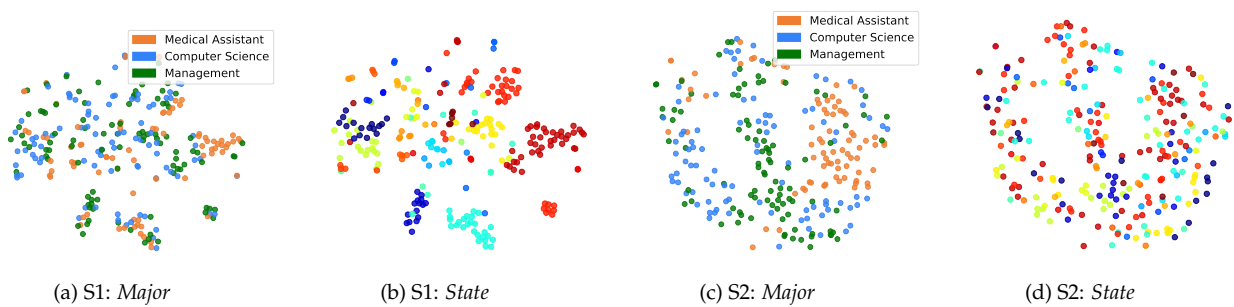 Medical Assistant
Computer Science
Management
Medical Assistant
Computer Science
Management
(a) S1: Major
(b) S1: State
(c) S2: Major
(d) S2: State